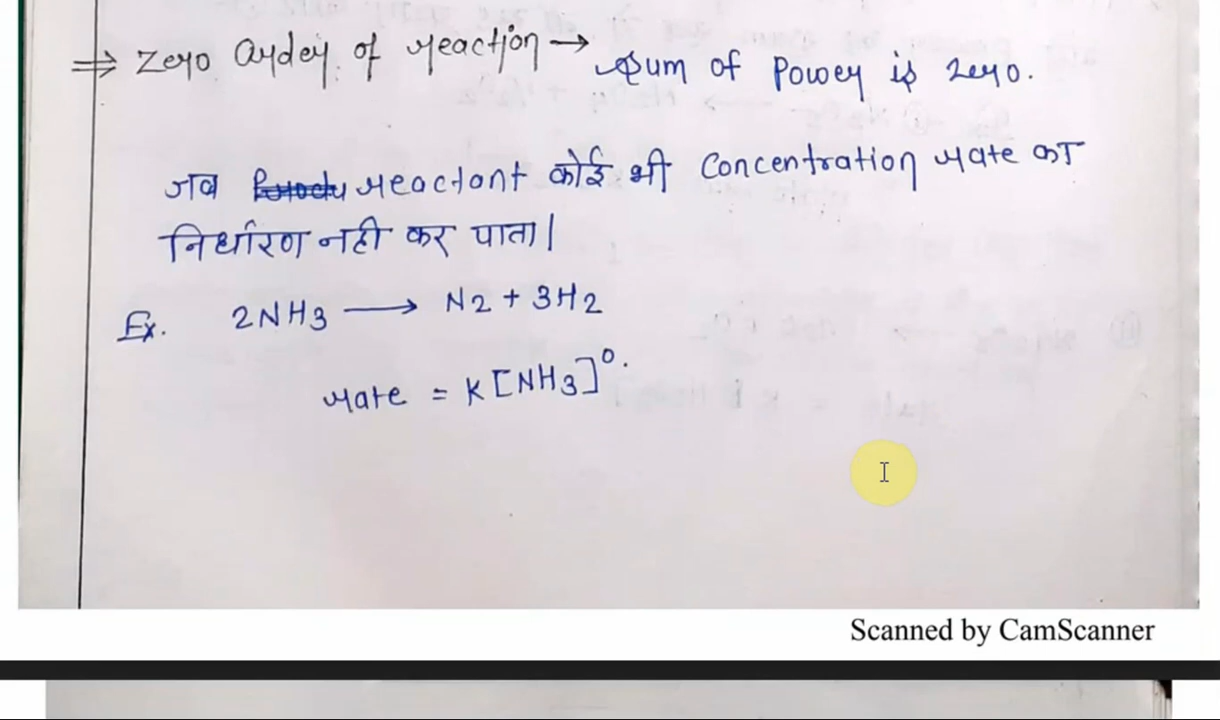 ⇒ Zero Order of reaction → Sum of Power is zero.
जब reactant कोई भी Concentration rate का
निर्धारण नही कर पाता।
Ex. 2NH3 ⟶ N2 + 3H2
rate = K[NH3]⁰.
Scanned by CamScanner